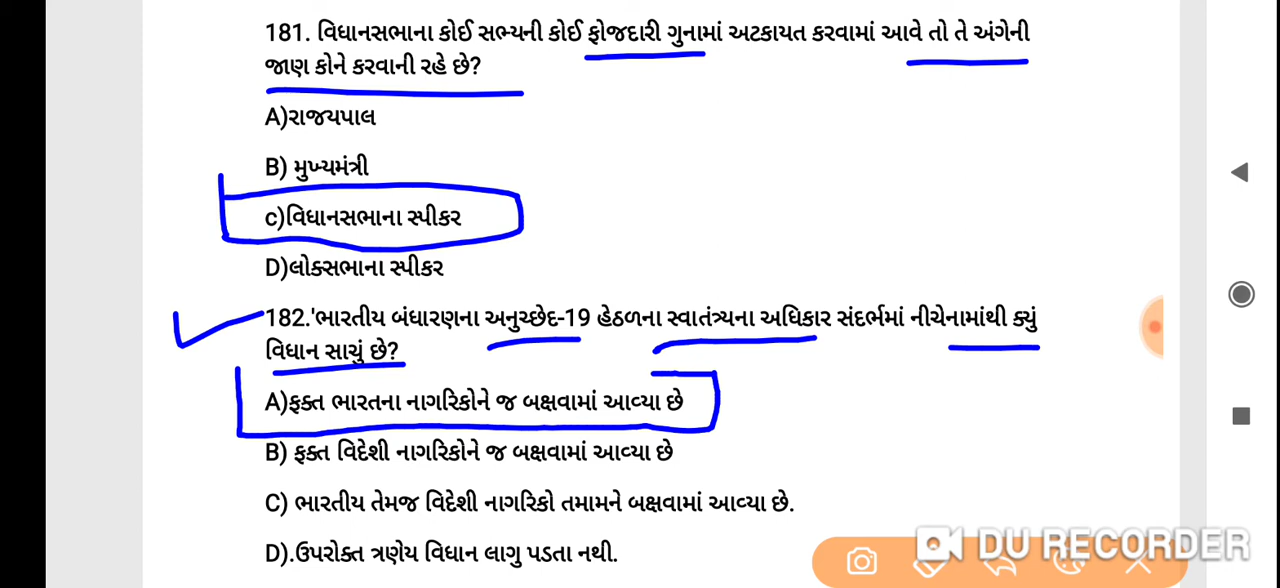 181. વિધાનસભાના કોઈ સભ્યની કોઈ ફોજદારી ગુનામાં અટકાયત કરવામાં આવે તો તે અંગેની
જાણ કોને કરવાની રહે છે?
A)રાજયપાલ
B) મુખ્યમંત્રી
c)વિધાનસભાના સ્પીકર
D)લોક્સભાના સ્પીકર
182.'ભારતીય બંધારણના અનુચ્છેદ-19 હેઠળના સ્વાતંત્ર્યના અધિકાર સંદર્ભમાં નીચેનામાંથી ક્યું
વિધાન સાચું છે?
A)ફક્ત ભારતના નાગરિકોને જ બક્ષવામાં આવ્યા છે
B) ફક્ત વિદેશી નાગરિકોને જ બક્ષવામાં આવ્યા છે
C) ભારતીય તેમજ વિદેશી નાગરિકો તમામને બક્ષવામાં આવ્યા છે.
D).ઉપરોક્ત ત્રણેય વિધાન લાગુ પડતા નથી.
DU RECORDER